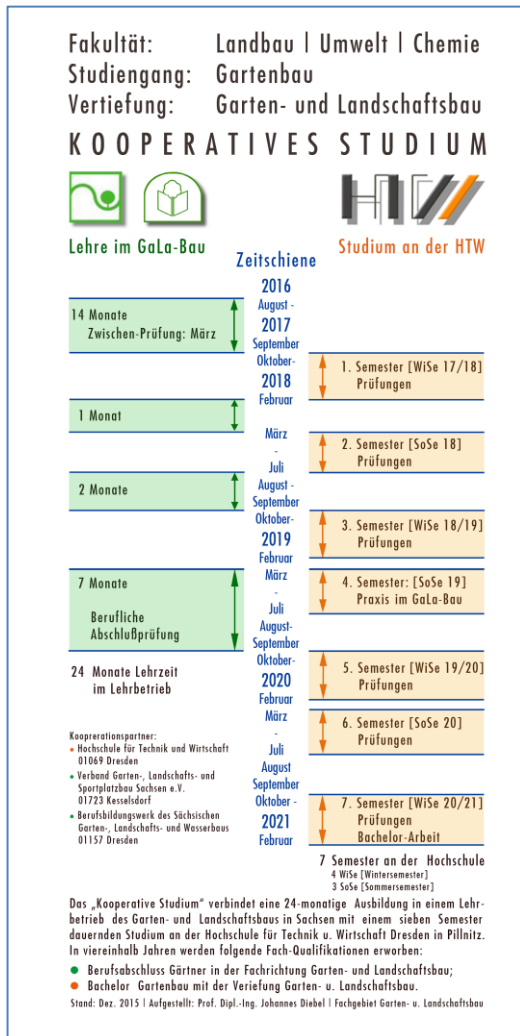 Fakultät: Landbau | Umwelt | Chemie
Studiengang: Gartenbau
Vertiefung: Garten- und Landschaftsbau
KOOPERATIVES STUDIUM
HTW
Lehre im GaLa-Bau
Studium an der HTW
Zeitschiene
2016
August -
14 Monate
Zwischen-Prüfung: März
2017
September
Oktober-
1. Semester [WiSe 17/18]
Prüfungen
2018
Februar
1 Monat
März
-
2. Semester [SoSe 18]
Prüfungen
Juli
2 Monate
August -
September
Oktober-
3. Semester [WiSe 18/19]
Prüfungen
2019
Februar
7 Monate
Berufliche
Abschlußprüfung
März
-
4. Semester: [SoSe 19]
Praxis im GaLa-Bau
Juli
August-
September
Oktober-
24 Monate Lehrzeit
im Lehrbetrieb
5. Semester [WiSe 19/20]
Prüfungen
2020
Februar
März
-
6. Semester [SoSe 20]
Prüfungen
Juli
August
September
Oktober -
7. Semester [WiSe 20/21]
Prüfungen
Bachelor-Arbeit
2021
Februar
Kooprerationspartner:
Hochschule für Technik und Wirtschaft
01069 Dresden
Verband Garten-, Landschafts- und
Sportplatzbau Sachsen e.V.
01723 Kesselsdorf
Berufsbildungswerk des Sächsischen
Garten-, Landschafts- und Wasserbaus
01157 Dresden
7 Semester an der Hochschule
4 WiSe [Wintersemester]
3 SoSe [Sommersemester]
Das „Kooperative Studium" verbindet eine 24-monatige Ausbildung in einem Lehr-
betrieb des Garten- und Landschaftsbaus in Sachsen mit einem sieben Semester
dauernden Studium an der Hochschule für Technik u. Wirtschaft Dresden in Pillnitz.
In viereinhalb Jahren werden folgende Fach-Qualifikationen erworben:
● Berufsabschluss Gärtner in der Fachrichtung Garten- und Landschaftsbau;
● Bachelor Gartenbau mit der Veriefung Garten- u. Landschaftsbau.
Stand: Dez. 2015 | Aufgestellt: Prof. Dipl.-Ing. Johannes Diebel | Fachgebiet Garten- u. Landschaftsbau